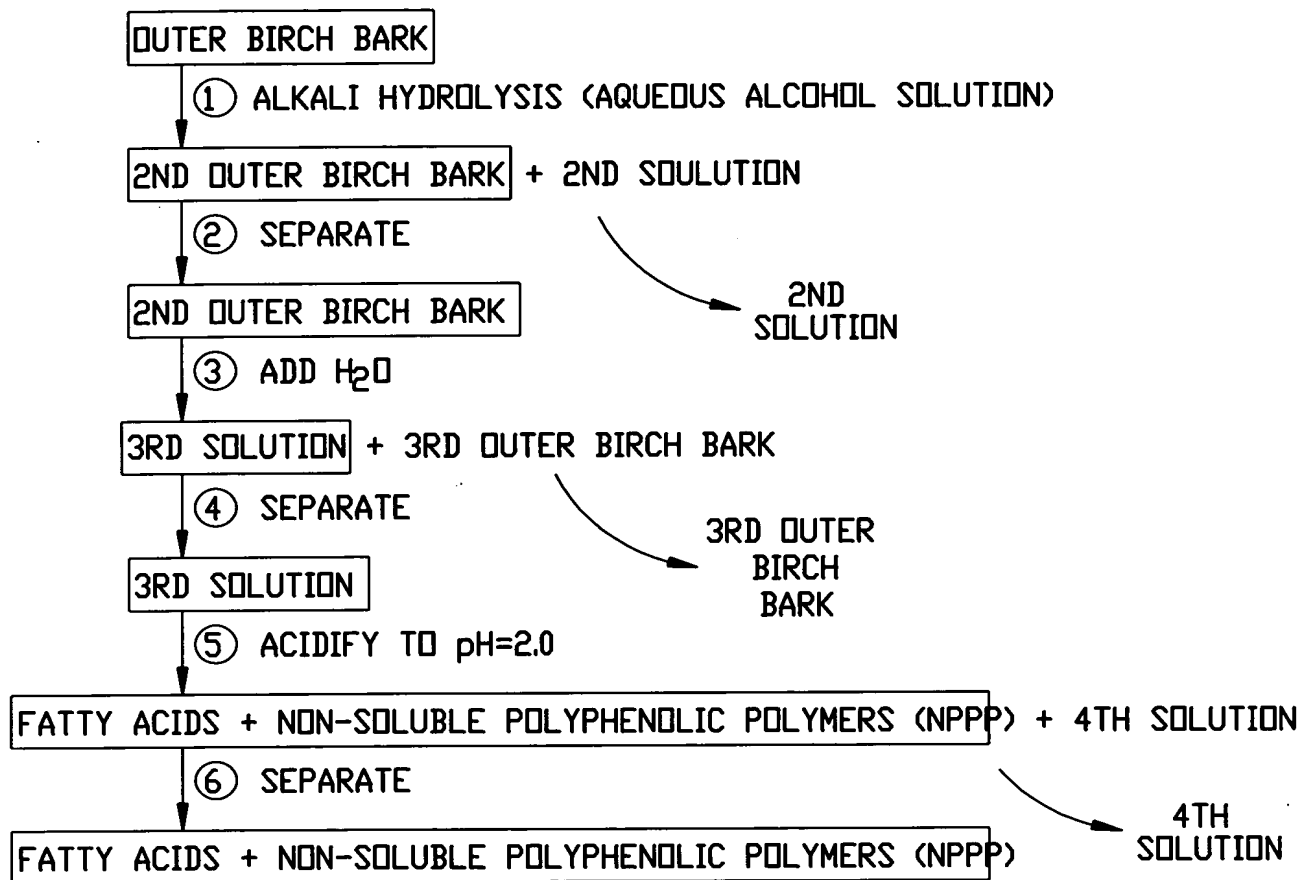 OUTER BIRCH BARK
① ALKALI HYDROLYSIS (AQUEOUS ALCOHOL SOLUTION)
2ND OUTER BIRCH BARK + 2ND SOULUTION
② SEPARATE
2ND
SOLUTION
2ND OUTER BIRCH BARK
③ ADD H₂O
3RD SOLUTION + 3RD OUTER BIRCH BARK
④ SEPARATE
3RD OUTER
BIRCH
BARK
3RD SOLUTION
⑤ ACIDIFY TO pH=2.0
FATTY ACIDS + NON-SOLUBLE POLYPHENOLIC POLYMERS (NPPP) + 4TH SOLUTION
⑥ SEPARATE
4TH
SOLUTION
FATTY ACIDS + NON-SOLUBLE POLYPHENOLIC POLYMERS (NPPP)